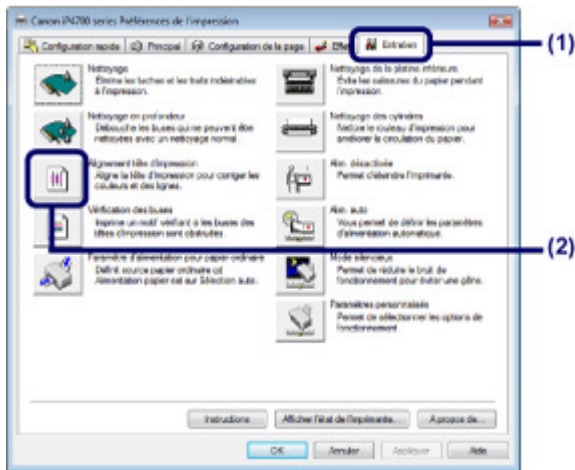 Canon iP4700 series Préférences de l'impression
Configuration rapide Principal Configuration de la page Entretien
(1)
Nettoyage
Elimine les taches et les traits indésirables
à l'impression.
Nettoyage en profondeur
Débouche les buses qui ne peuvent être
nettoyées avec un nettoyage normal.
Alignement tête d'impression
Aligne la tête d'impression pour corriger les
couleurs et des lignes.
Vérification des buses
Imprime un motif vérifiant si les buses des
têtes d'impression sont obstruées.
Paramètre d'alimentation pour papier ordinaire
Définit source papier ordinaire qd
Alimentation papier est sur Sélection auto.
Nettoyage de la platine inférieure
Evite les salissures du papier pendant
l'impression.
Nettoyage des cylindres
Nettoie le rouleau d'impression pour
améliorer la circulation du papier.
Alim. désactivée
Permet d'éteindre l'imprimante.
Alim. auto
Vous permet de définir les paramètres
d'alimentation automatique.
(2)
Mode silencieux
Permet de réduire le bruit de
fonctionnement pour éviter une gêne.
Paramètres personnalisés
Permet de sélectionner les options de
fonctionnement.
Instructions Afficher l'état de l'imprimante... A propos de...
OK Annuler Appliquer Aide